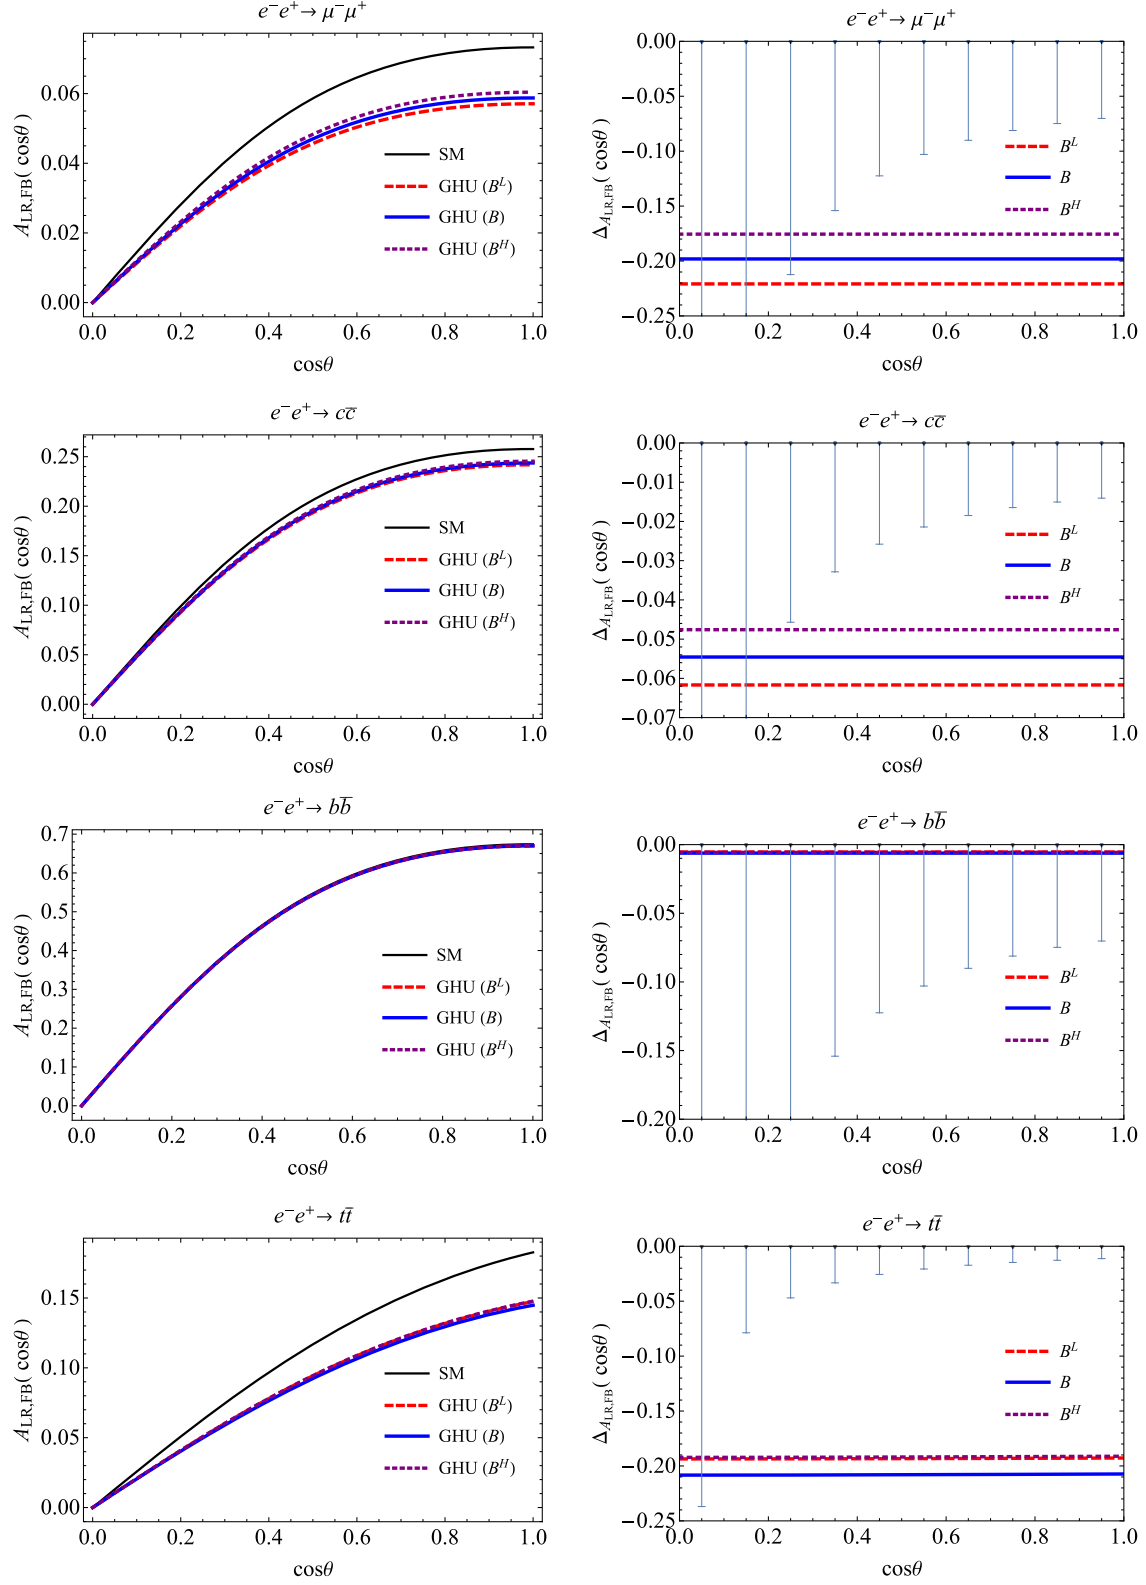 e⁻e⁺→ μ⁻μ⁺
A_LR,FB(cosθ)
0.06
0.04
0.02
0.00
SM
GHU (B^L)
GHU (B)
GHU (B^H)
0.0 0.2 0.4 0.6 0.8 1.0
cosθ
e⁻e⁺→ μ⁻μ⁺
Δ_A_LR,FB(cosθ)
0.00
−0.05
−0.10
−0.15
−0.20
−0.25
B^L
B
B^H
0.0 0.2 0.4 0.6 0.8 1.0
cosθ
e⁻e⁺→ cc̅
A_LR,FB(cosθ)
0.25
0.20
0.15
0.10
0.05
0.00
SM
GHU (B^L)
GHU (B)
GHU (B^H)
0.0 0.2 0.4 0.6 0.8 1.0
cosθ
e⁻e⁺→ cc̅
Δ_A_LR,FB(cosθ)
0.00
−0.01
−0.02
−0.03
−0.04
−0.05
−0.06
−0.07
B^L
B
B^H
0.0 0.2 0.4 0.6 0.8 1.0
cosθ
e⁻e⁺→ bb̅
A_LR,FB(cosθ)
0.7
0.6
0.5
0.4
0.3
0.2
0.1
0.0
SM
GHU (B^L)
GHU (B)
GHU (B^H)
0.0 0.2 0.4 0.6 0.8 1.0
cosθ
e⁻e⁺→ bb̅
Δ_A_LR,FB(cosθ)
0.00
−0.05
−0.10
−0.15
−0.20
B^L
B
B^H
0.0 0.2 0.4 0.6 0.8 1.0
cosθ
e⁻e⁺→ tt̅
A_LR,FB(cosθ)
0.15
0.10
0.05
0.00
SM
GHU (B^L)
GHU (B)
GHU (B^H)
0.0 0.2 0.4 0.6 0.8 1.0
cosθ
e⁻e⁺→ tt̅
Δ_A_LR,FB(cosθ)
0.00
−0.05
−0.10
−0.15
−0.20
−0.25
B^L
B
B^H
0.0 0.2 0.4 0.6 0.8 1.0
cosθ